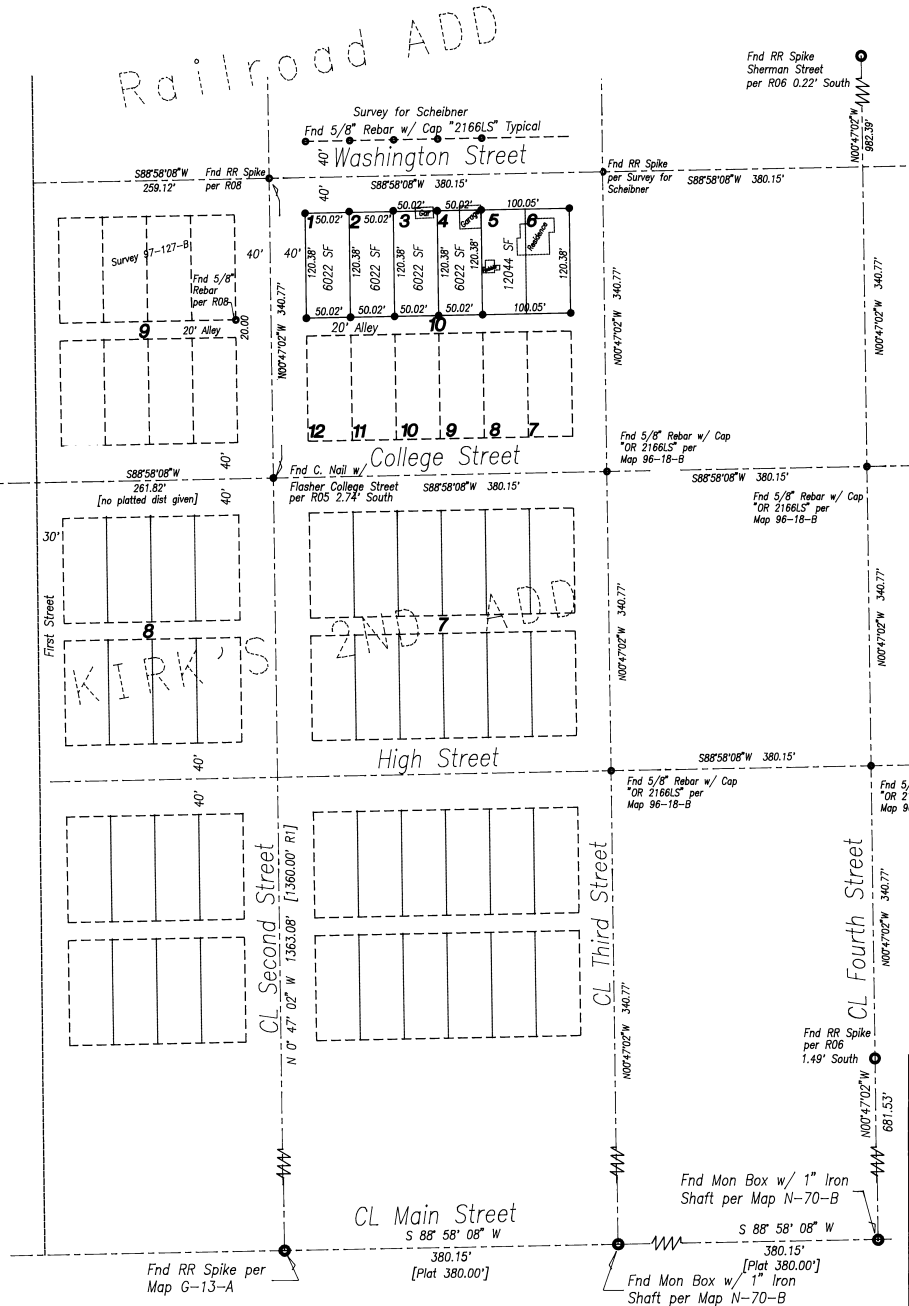 Railroad ADD
Fnd RR Spike
Sherman Street
per R06 0.22' South
N00°47'02"W
982.39'
Survey for Scheibner
Fnd 5/8" Rebar w/ Cap "2166LS" Typical
40'
Washington Street
S88°58'08"W
259.12'
Fnd RR Spike
per R08
40'
S88°58'08"W 380.15'
Fnd RR Spike
per Survey for
Scheibner
S88°58'08"W 380.15'
50.02'
50.02'
50.02'
50.02'
100.05'
1
2
3
4
5
6
Gar
Garage
Residence
Survey 97-127-B
40'
40'
120.38'
6022 SF
120.38'
6022 SF
120.38'
6022 SF
120.38'
12044 SF
120.38'
Fnd 5/8"
Rebar
per R08
20.00
N00°47'02"W 340.77'
N00°47'02"W 340.77'
N00°47'02"W 340.77'
50.02'
50.02'
50.02'
50.02'
100.05'
9
20' Alley
20' Alley
10
12
11
10
9
8
7
40'
College Street
Fnd 5/8" Rebar w/ Cap
"OR 2166LS" per
Map 96-18-B
S88°58'08"W
261.82'
[no platted dist given]
40'
Fnd C. Nail w/
Flasher College Street
per R05 2.74' South
S88°58'08"W 380.15'
S88°58'08"W 380.15'
Fnd 5/8" Rebar w/ Cap
"OR 2166LS" per
Map 96-18-B
30'
First Street
8
7
KIRK'S 2ND ADD
N00°47'02"W 340.77'
N00°47'02"W 340.77'
40'
High Street
S88°58'08"W 380.15'
40'
Fnd 5/8" Rebar w/ Cap
"OR 2166LS" per
Map 96-18-B
Fnd 5/
"OR 2
Map 9
CL Second Street
N 0° 47' 02" W 1363.08' [1360.00' R1]
CL Third Street
N00°47'02"W 340.77'
CL Fourth Street
N00°47'02"W 340.77'
Fnd RR Spike
per R06
1.49' South
N00°47'02"W
681.53'
Fnd Mon Box w/ 1" Iron
Shaft per Map N-70-B
CL Main Street
S 88° 58' 08" W
380.15'
[Plat 380.00']
S 88° 58' 08" W
380.15'
[Plat 380.00']
Fnd RR Spike per
Map G-13-A
Fnd Mon Box w/ 1" Iron
Shaft per Map N-70-B